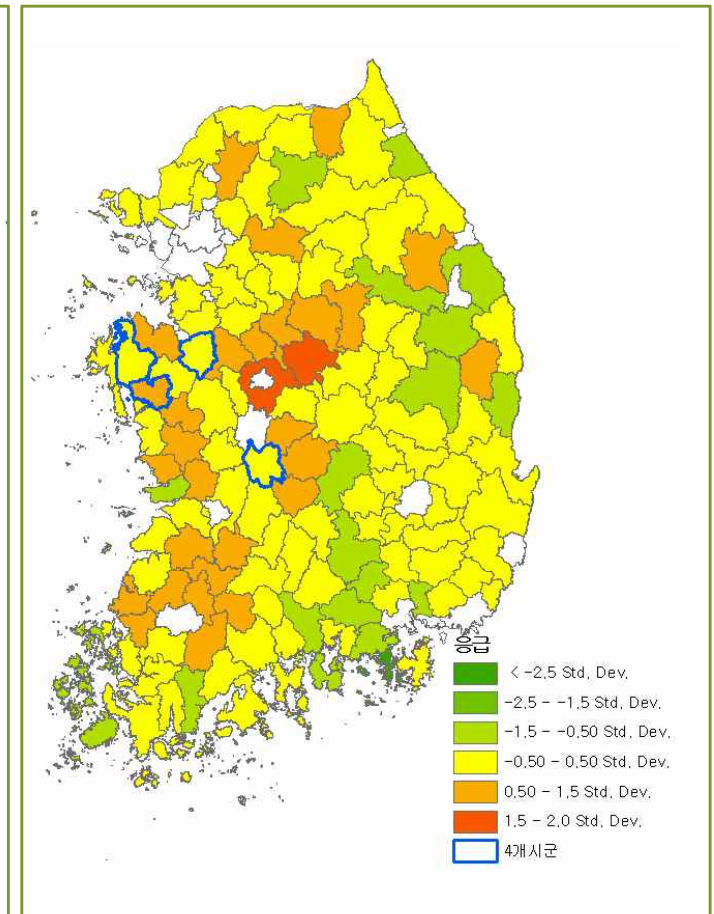 응급
< -2.5 Std. Dev.
-2.5 - -1.5 Std. Dev.
-1.5 - -0.50 Std. Dev.
-0.50 - 0.50 Std. Dev.
0.50 - 1.5 Std. Dev.
1.5 - 2.0 Std. Dev.
4개시군